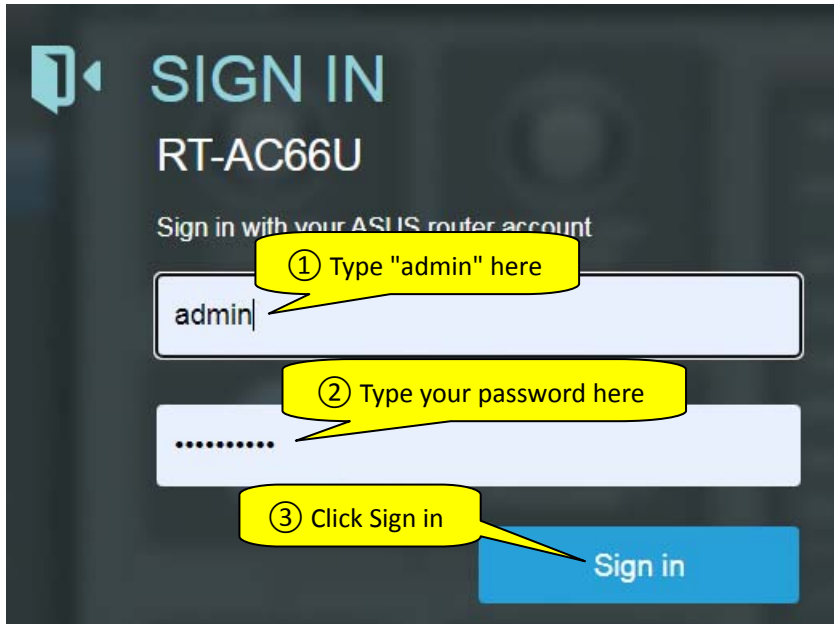 SIGN IN
RT-AC66U
Sign in with your ASUS router account
① Type "admin" here
admin
② Type your password here
••••••••••
③ Click Sign in
Sign in